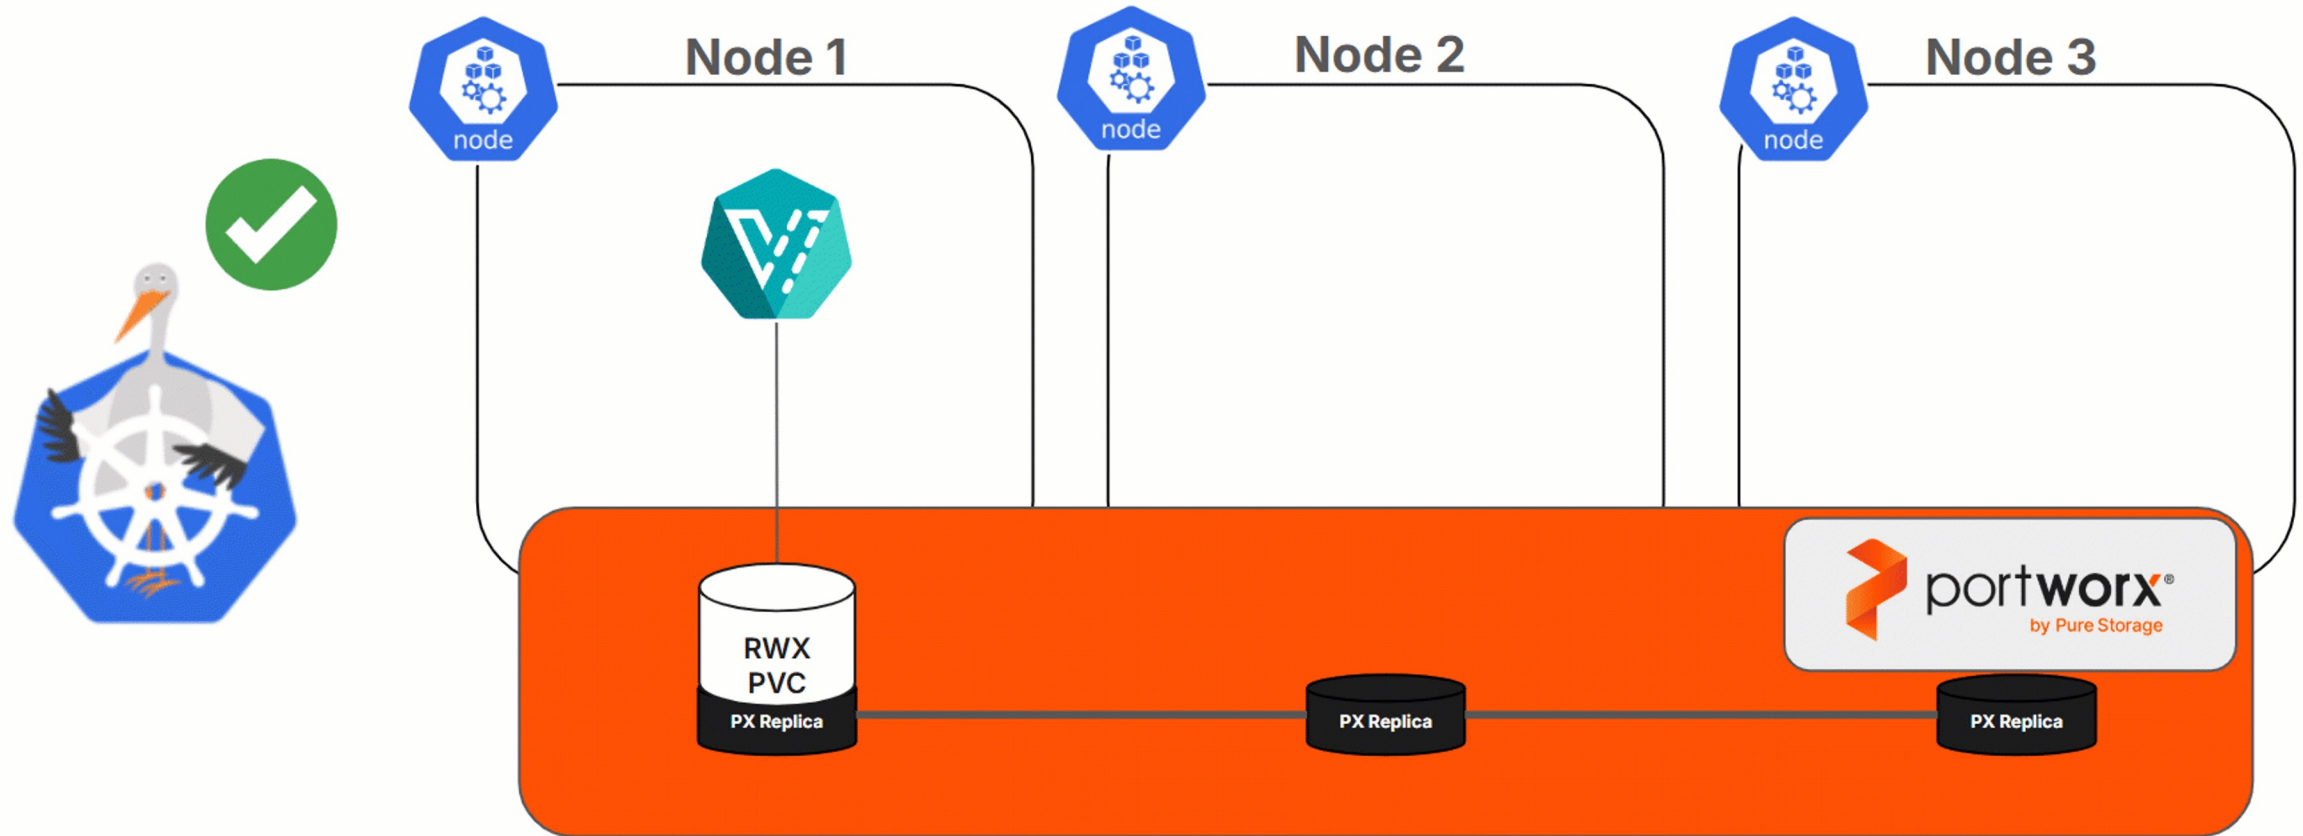 Node 1
Node 2
Node 3
node
node
node
portworx®
by Pure Storage
RWX
PVC
PX Replica
PX Replica
PX Replica